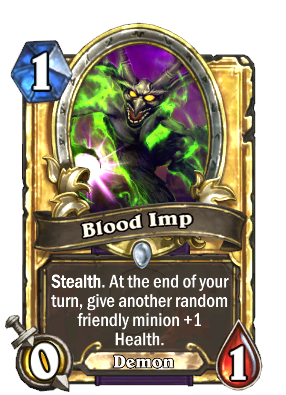 1
Blood Imp
Stealth. At the end of your
turn, give another random
friendly minion +1
Health.
Demon
0
1